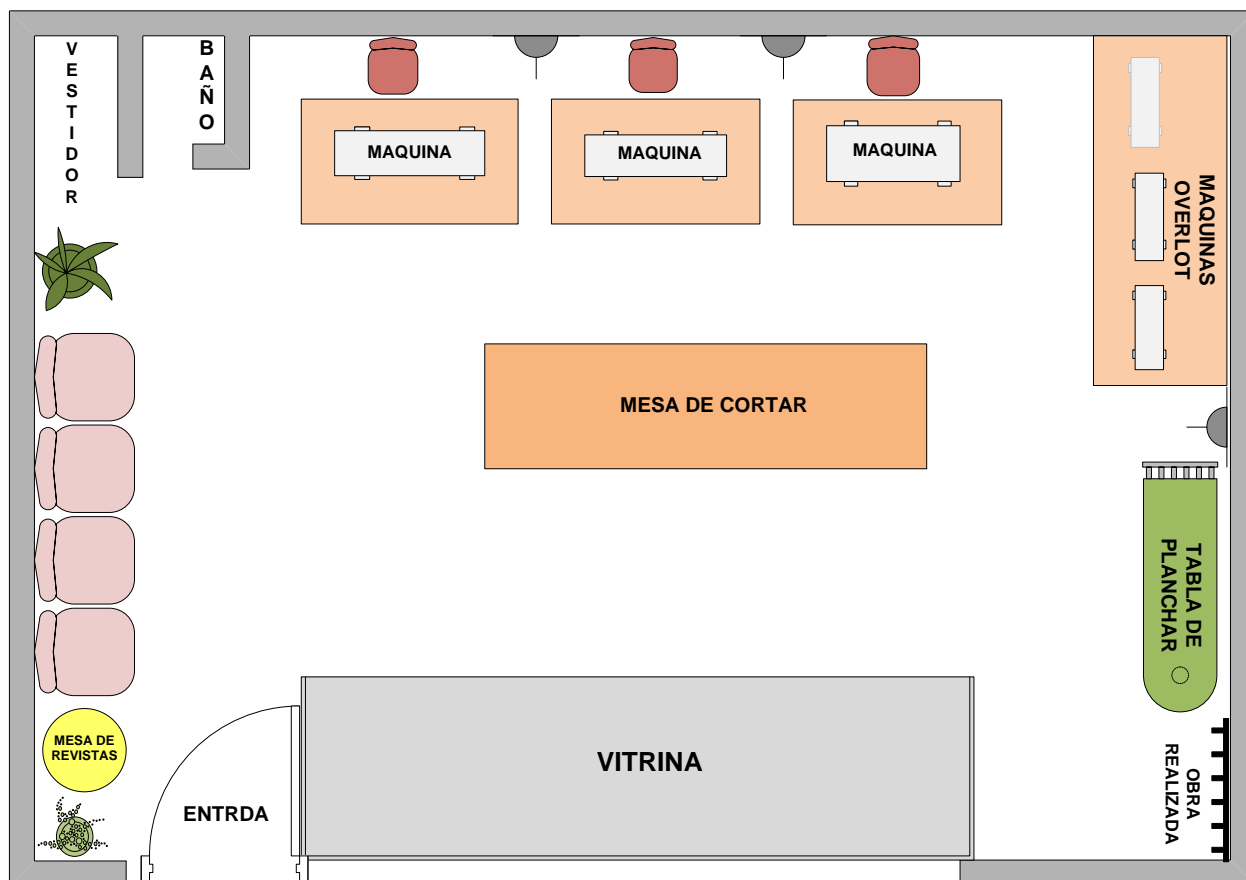 VESTIDOR
BAÑO
MAQUINA
MAQUINA
MAQUINA
MAQUINAS
OVERLOT
MESA DE CORTAR
TABLA DE
PLANCHAR
MESA DE
REVISTAS
VITRINA
ENTRDA
OBRA
REALIZADA